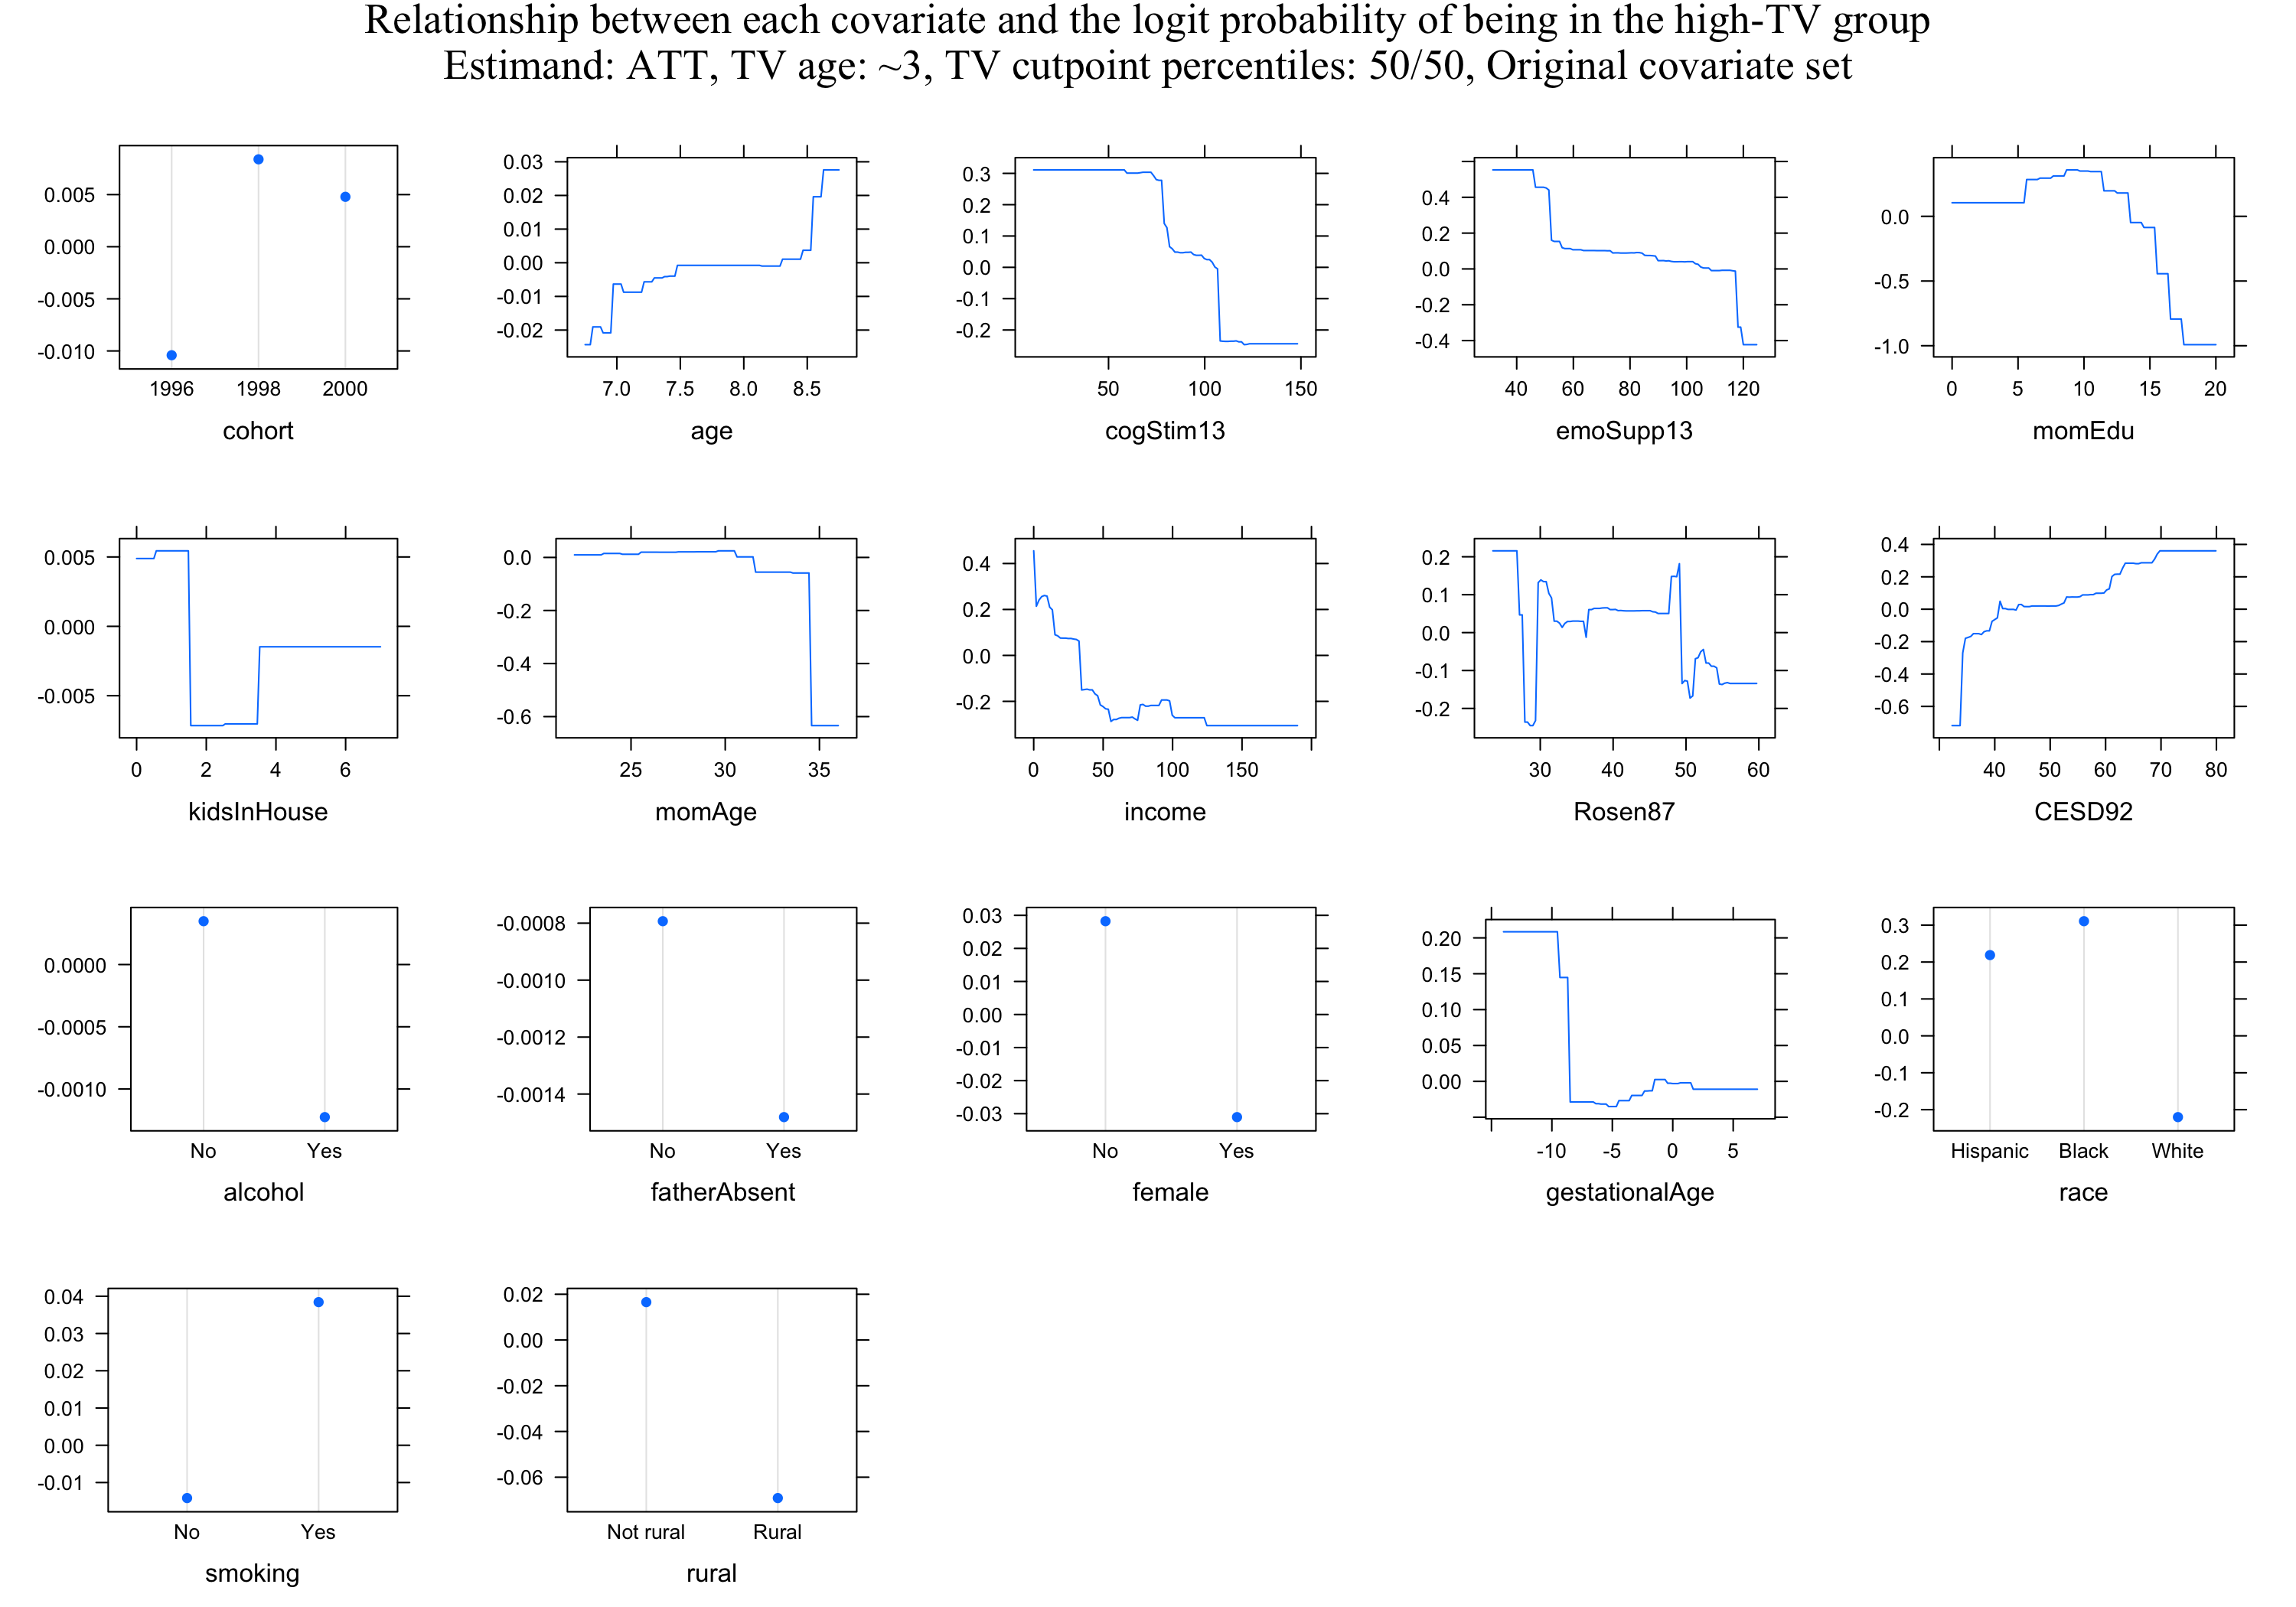 Relationship between each covariate and the logit probability of being in the high-TV group
Estimand: ATT, TV age: ~3, TV cutpoint percentiles: 50/50, Original covariate set
0.005
0.000
-0.005
-0.010
1996 1998 2000
cohort
0.03
0.02
0.01
0.00
-0.01
-0.02
7.0 7.5 8.0 8.5
age
0.3
0.2
0.1
0.0
-0.1
-0.2
50 100 150
cogStim13
0.4
0.2
0.0
-0.2
-0.4
40 60 80 100 120
emoSupp13
0.0
-0.5
-1.0
0 5 10 15 20
momEdu
0.005
0.000
-0.005
0 2 4 6
kidsInHouse
0.0
-0.2
-0.4
-0.6
25 30 35
momAge
0.4
0.2
0.0
-0.2
0 50 100 150
income
0.2
0.1
0.0
-0.1
-0.2
30 40 50 60
Rosen87
0.4
0.2
0.0
-0.2
-0.4
-0.6
40 50 60 70 80
CESD92
0.0000
-0.0005
-0.0010
No Yes
alcohol
-0.0008
-0.0010
-0.0012
-0.0014
No Yes
fatherAbsent
0.03
0.02
0.01
0.00
-0.01
-0.02
-0.03
No Yes
female
0.20
0.15
0.10
0.05
0.00
-10 -5 0 5
gestationalAge
0.3
0.2
0.1
0.0
-0.1
-0.2
Hispanic Black White
race
0.04
0.03
0.02
0.01
0.00
-0.01
No Yes
smoking
0.02
0.00
-0.02
-0.04
-0.06
Not rural Rural
rural